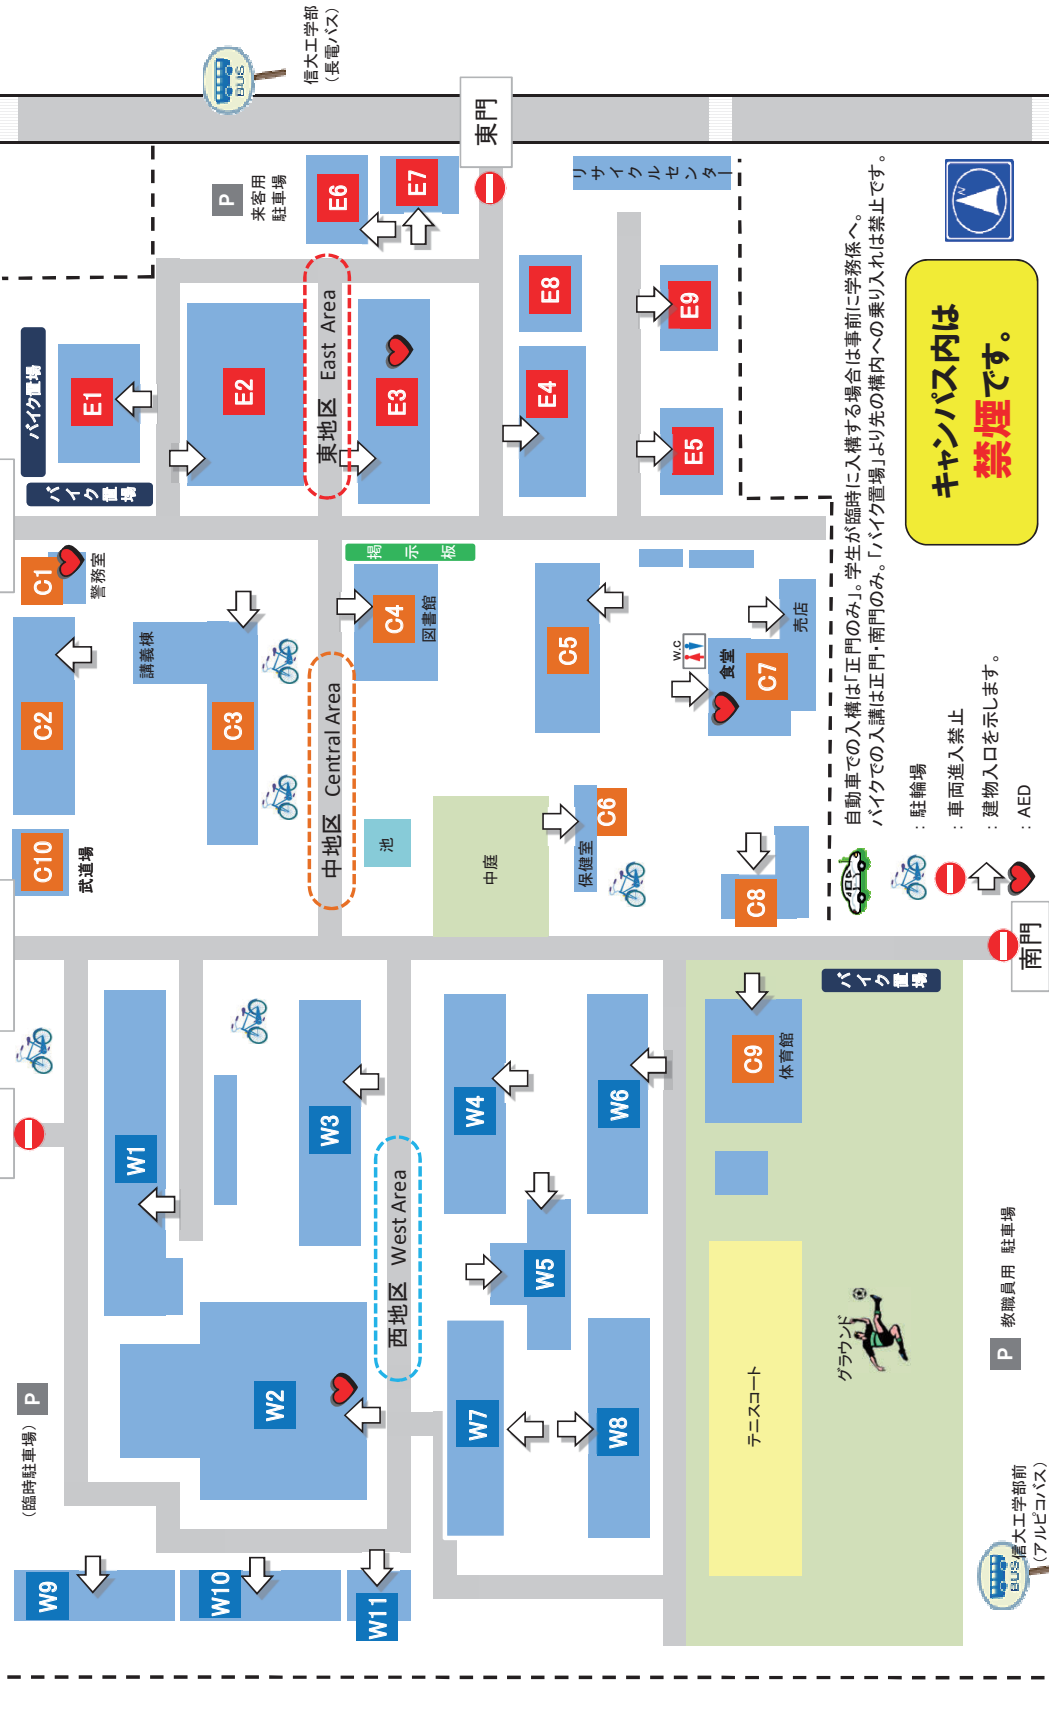 信大工学部
（長電バス）
BUS
東門
P
来客用
駐車場
E6
E7
リサイクルセンター
バイク置場
バイク置場
E1
E2
東地区 East Area
E3
E4
E8
E9
E5
C1
警務室
C2
講義棟
C3
C10
武道場
掲示板
C4
図書館
中地区 Central Area
池
中庭
C5
保健室
C6
W.C
食堂
C7
売店
C8
自動車での入構は「正門のみ」。学生が臨時に入構する場合は事前に学務係へ。
バイクでの入講は正門・南門のみ。「バイク置場」より先の構内への乗り入れは禁止です。
：駐輪場
：車両進入禁止
：建物入口を示します。
：AED
N
キャンパス内は
禁煙です。
南門
バイク置場
W1
W3
W2
西地区 West Area
W4
W6
W5
W7
W8
W9
W10
W11
P
（臨時駐車場）
C9
体育館
テニスコート
グラウンド
P
教職員用 駐車場
BUS
信大工学部前
（アルピコバス）